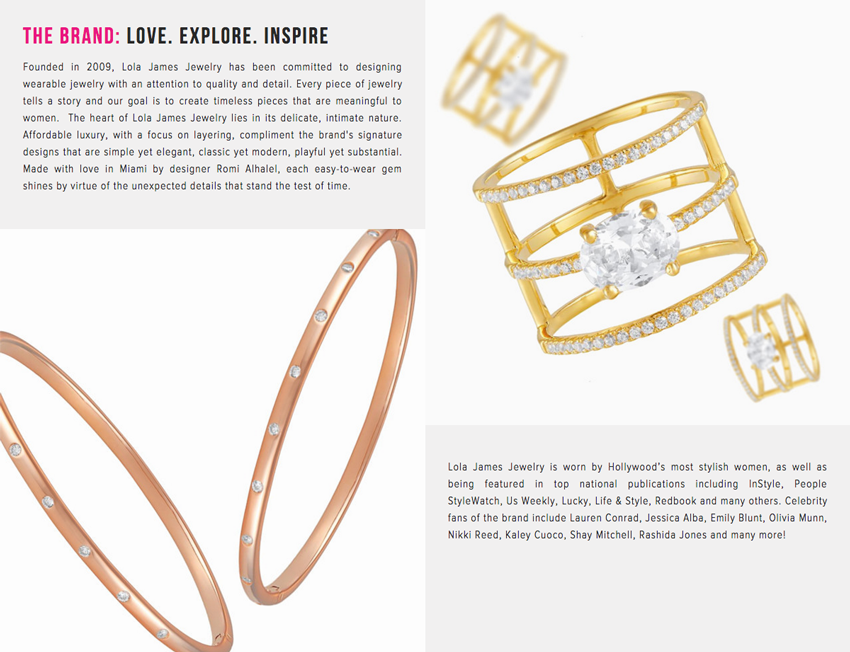 THE BRAND: LOVE. EXPLORE. INSPIRE
Founded in 2009, Lola James Jewelry has been committed to designing
wearable jewelry with an attention to quality and detail. Every piece of jewelry
tells a story and our goal is to create timeless pieces that are meaningful to
women. The heart of Lola James Jewelry lies in its delicate, intimate nature.
Affordable luxury, with a focus on layering, compliment the brand's signature
designs that are simple yet elegant, classic yet modern, playful yet substantial.
Made with love in Miami by designer Romi Alhalel, each easy-to-wear gem
shines by virtue of the unexpected details that stand the test of time.
Lola James Jewelry is worn by Hollywood's most stylish women, as well as
being featured in top national publications including InStyle, People
StyleWatch, Us Weekly, Lucky, Life & Style, Redbook and many others. Celebrity
fans of the brand include Lauren Conrad, Jessica Alba, Emily Blunt, Olivia Munn,
Nikki Reed, Kaley Cuoco, Shay Mitchell, Rashida Jones and many more!